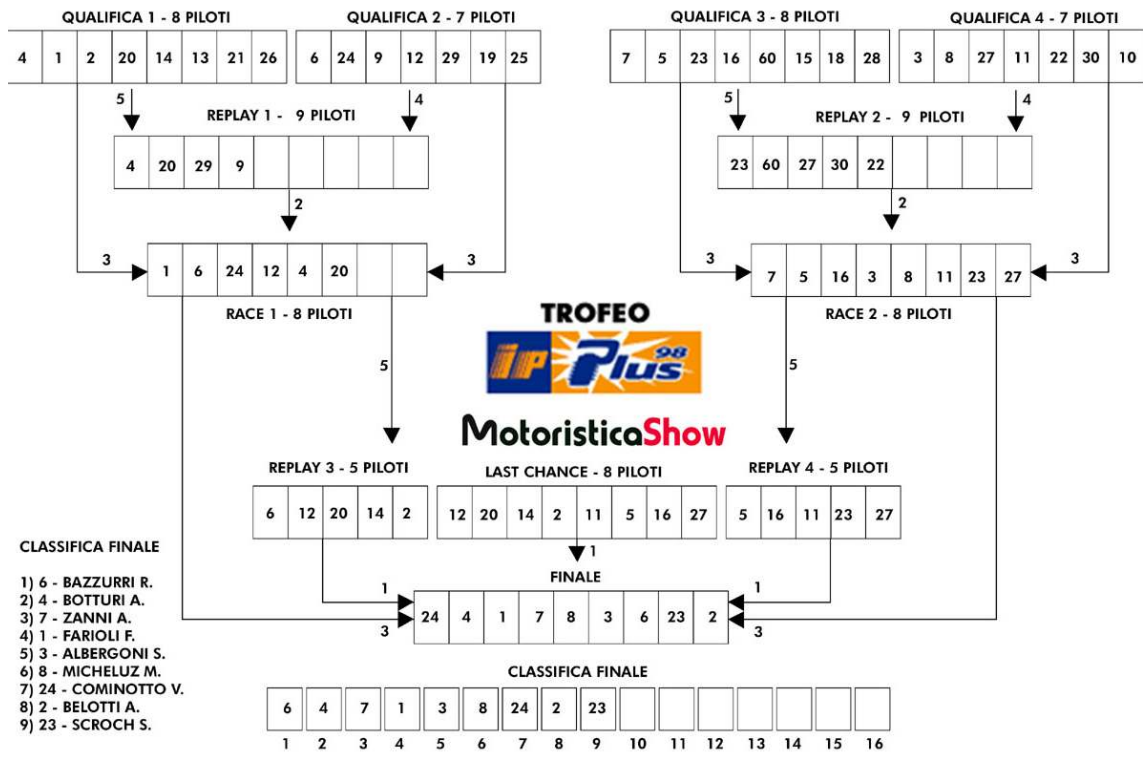 QUALIFICA 1 - 8 PILOTI
QUALIFICA 2 - 7 PILOTI
QUALIFICA 3 - 8 PILOTI
QUALIFICA 4 - 7 PILOTI
4 1 2 20 14 13 21 26
6 24 9 12 29 19 25
7 5 23 16 60 15 18 28
3 8 27 11 22 30 10
5
4
5
4
REPLAY 1 - 9 PILOTI
REPLAY 2 - 9 PILOTI
4 20 29 9
23 60 27 30 22
2
2
3
3
3
3
1 6 24 12 4 20
7 5 16 3 8 11 23 27
RACE 1 - 8 PILOTI
RACE 2 - 8 PILOTI
TROFEO
ip Plus 98
MotoristicaShow
5
5
REPLAY 3 - 5 PILOTI
LAST CHANCE - 8 PILOTI
REPLAY 4 - 5 PILOTI
6 12 20 14 2
12 20 14 2 11 5 16 27
5 16 11 23 27
1
FINALE
1
1
24 4 1 7 8 3 6 23 2
3
3
CLASSIFICA FINALE
1) 6 - BAZZURRI R.
2) 4 - BOTTURI A.
3) 7 - ZANNI A.
4) 1 - FARIOLI F.
5) 3 - ALBERGONI S.
6) 8 - MICHELUZ M.
7) 24 - COMINOTTO V.
8) 2 - BELOTTI A.
9) 23 - SCROCH S.
CLASSIFICA FINALE
6 4 7 1 3 8 24 2 23
1 2 3 4 5 6 7 8 9 10 11 12 13 14 15 16